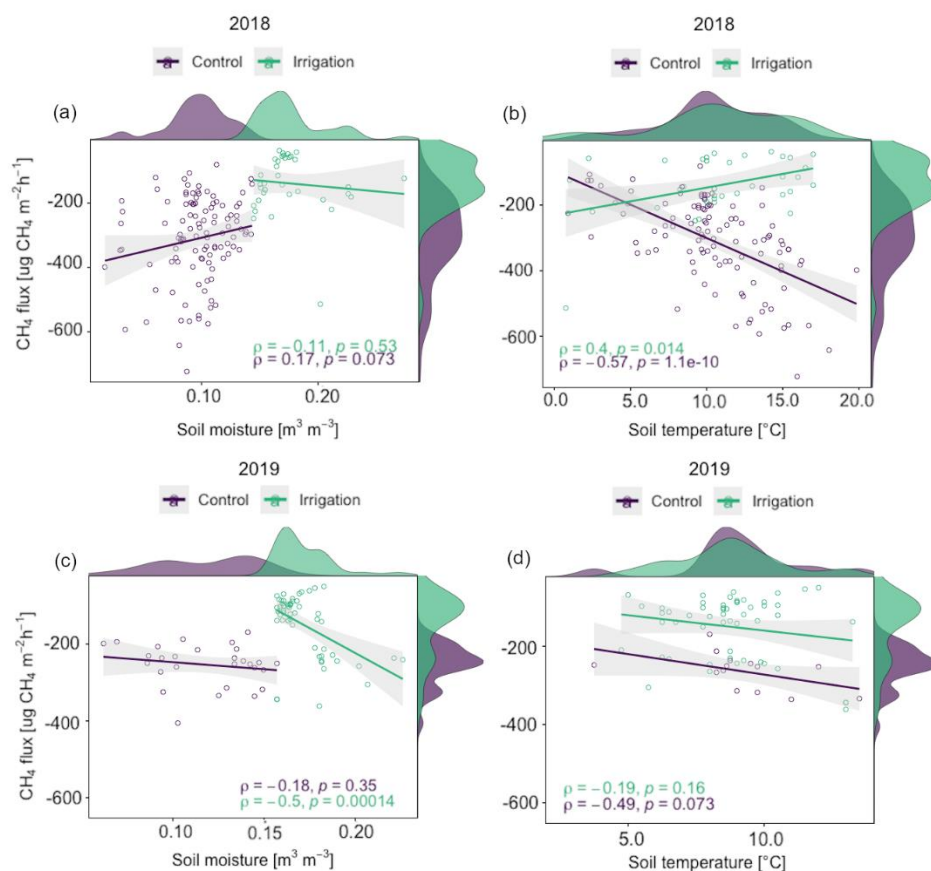 2018
Control Irrigation
(a)
CH₄ flux [ug CH₄ m⁻²h⁻¹]
-200
-400
-600
ρ = −0.11, p = 0.53
ρ = 0.17, p = 0.073
0.10 0.20
Soil moisture [m³ m⁻³]
2018
Control Irrigation
(b)
-200
-400
-600
ρ = 0.4, p = 0.014
ρ = −0.57, p = 1.1e-10
0.0 5.0 10.0 15.0 20.0
Soil temperature [°C]
2019
Control Irrigation
(c)
CH₄ flux [ug CH₄ m⁻²h⁻¹]
-200
-400
-600
ρ = −0.18, p = 0.35
ρ = −0.5, p = 0.00014
0.10 0.15 0.20
Soil moisture [m³ m⁻³]
2019
Control Irrigation
(d)
-200
-400
-600
ρ = −0.19, p = 0.16
ρ = −0.49, p = 0.073
5.0 10.0
Soil temperature [°C]